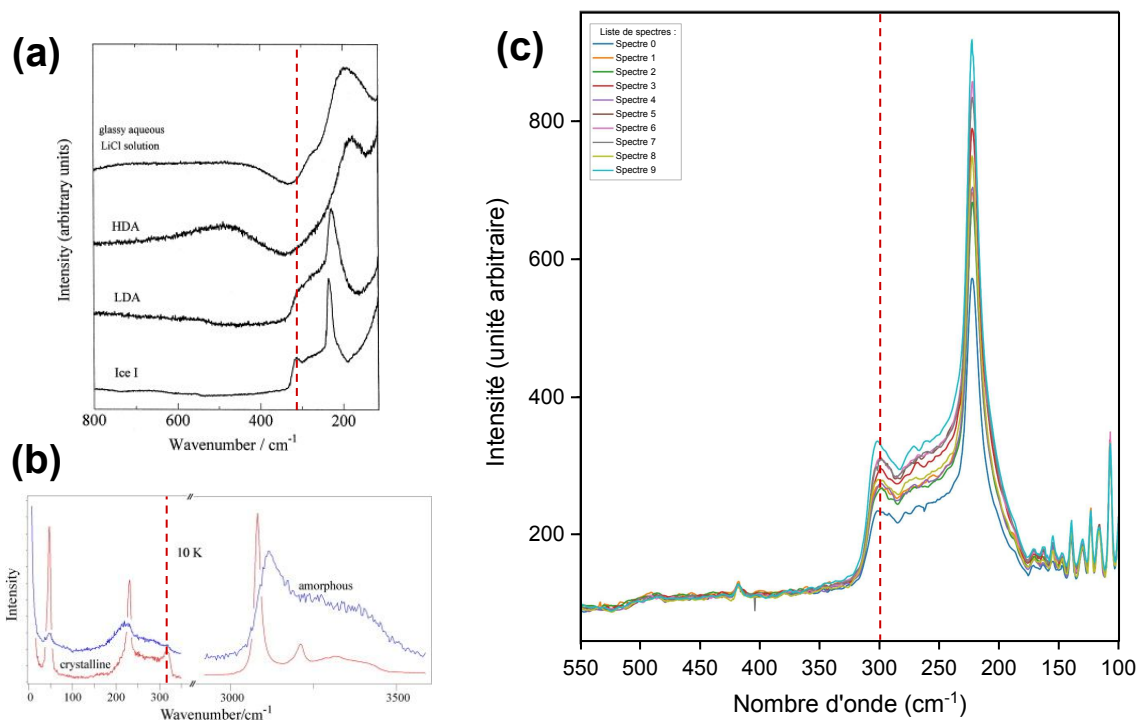 (a)
glassy aqueous
LiCl solution
HDA
LDA
Ice I
Intensity (arbitrary units)
800
600
400
200
Wavenumber / cm-1
(b)
10 K
amorphous
crystalline
Intensity
0
50
100
150
200
250
300
3000
3500
Wavenumber/cm-1
(c)
Liste de spectres :
Spectre 0
Spectre 1
Spectre 2
Spectre 3
Spectre 4
Spectre 5
Spectre 6
Spectre 7
Spectre 8
Spectre 9
Intensité (unité arbitraire)
800
600
400
200
550
500
450
400
350
300
250
200
150
100
Nombre d'onde (cm-1)